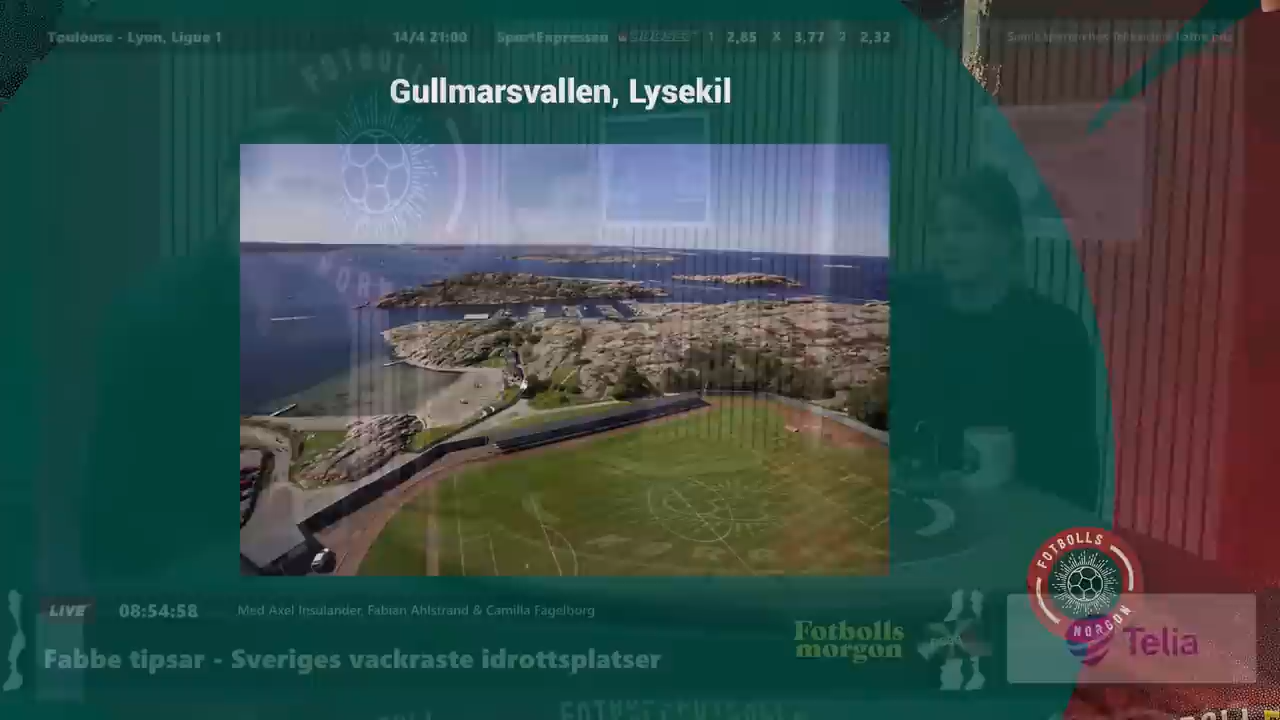 Toulouse - Lyon, Ligue 1 14/4 21:00 SportExpressen 1 2,85 X 3,77 2 2,32
Gullmarsvallen, Lysekil
LIVE 08:54:58 Med Axel Insulander, Fabian Ahlstrand & Camilla Fagelborg
Fabbe tipsar - Sveriges vackraste idrottsplatser
Fotbolls
morgon
FOTBOLLS
MORGON
Telia